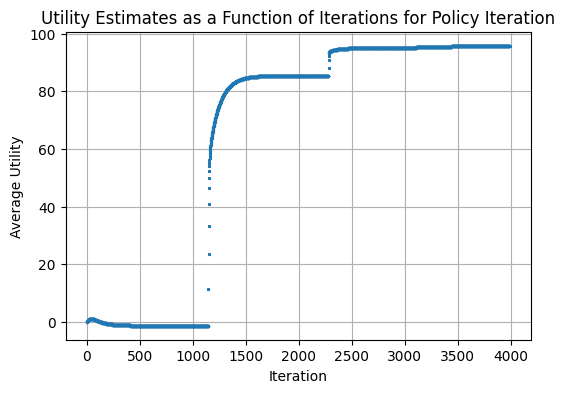 Utility Estimates as a Function of Iterations for Policy Iteration
100
80
60
40
20
0
Average Utility
0 500 1000 1500 2000 2500 3000 3500 4000
Iteration